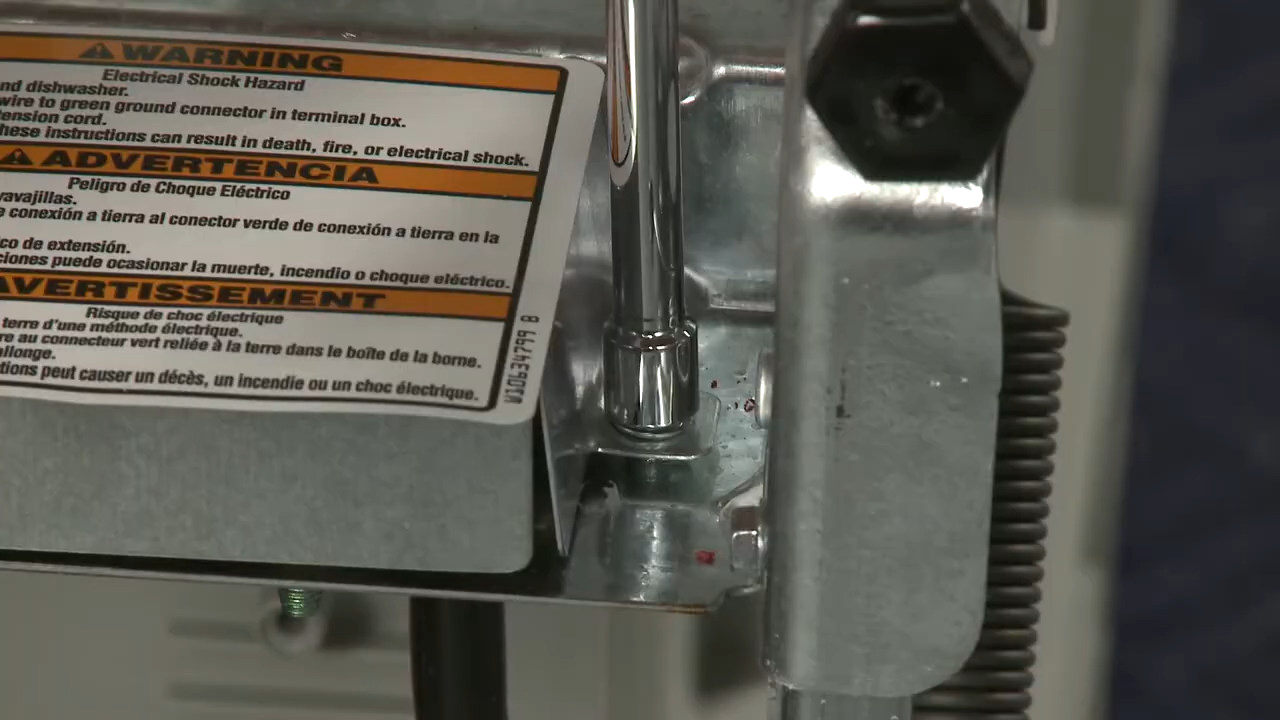 WARNING
Electrical Shock Hazard
nd dishwasher.
wire to green ground connector in terminal box.
tension cord.
hese instructions can result in death, fire, or electrical shock.
ADVERTENCIA
Peligro de Choque Eléctrico
avavajillas.
e conexión a tierra al conector verde de conexión a tierra en la
co de extensión.
ciones puede ocasionar la muerte, incendio o choque eléctrico.
AVERTISSEMENT
Risque de choc électrique
terre d'une méthode électrique.
re au connecteur vert reliée à la terre dans le boîte de la borne.
allonge.
tions peut causer un décès, un incendie ou un choc électrique.
W10634799 B